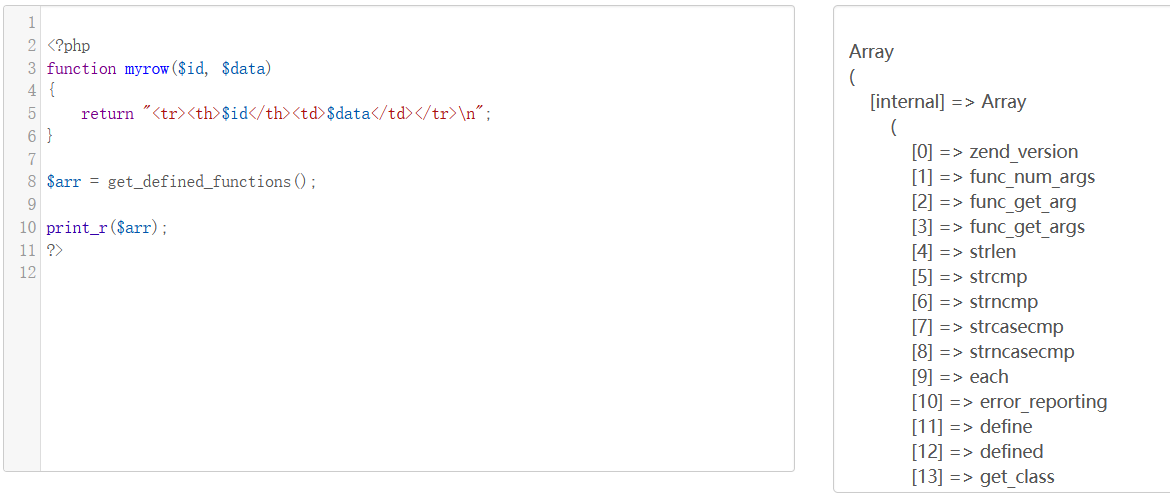 1
2 <?php
3 function myrow($id, $data)
4 {
5     return "<tr><th>$id</th><td>$data</td></tr>\n";
6 }
7
8 $arr = get_defined_functions();
9
10 print_r($arr);
11 ?>
12
Array
(
    [internal] => Array
        (
            [0] => zend_version
            [1] => func_num_args
            [2] => func_get_arg
            [3] => func_get_args
            [4] => strlen
            [5] => strcmp
            [6] => strncmp
            [7] => strcasecmp
            [8] => strncasecmp
            [9] => each
            [10] => error_reporting
            [11] => define
            [12] => defined
            [13] => get_class